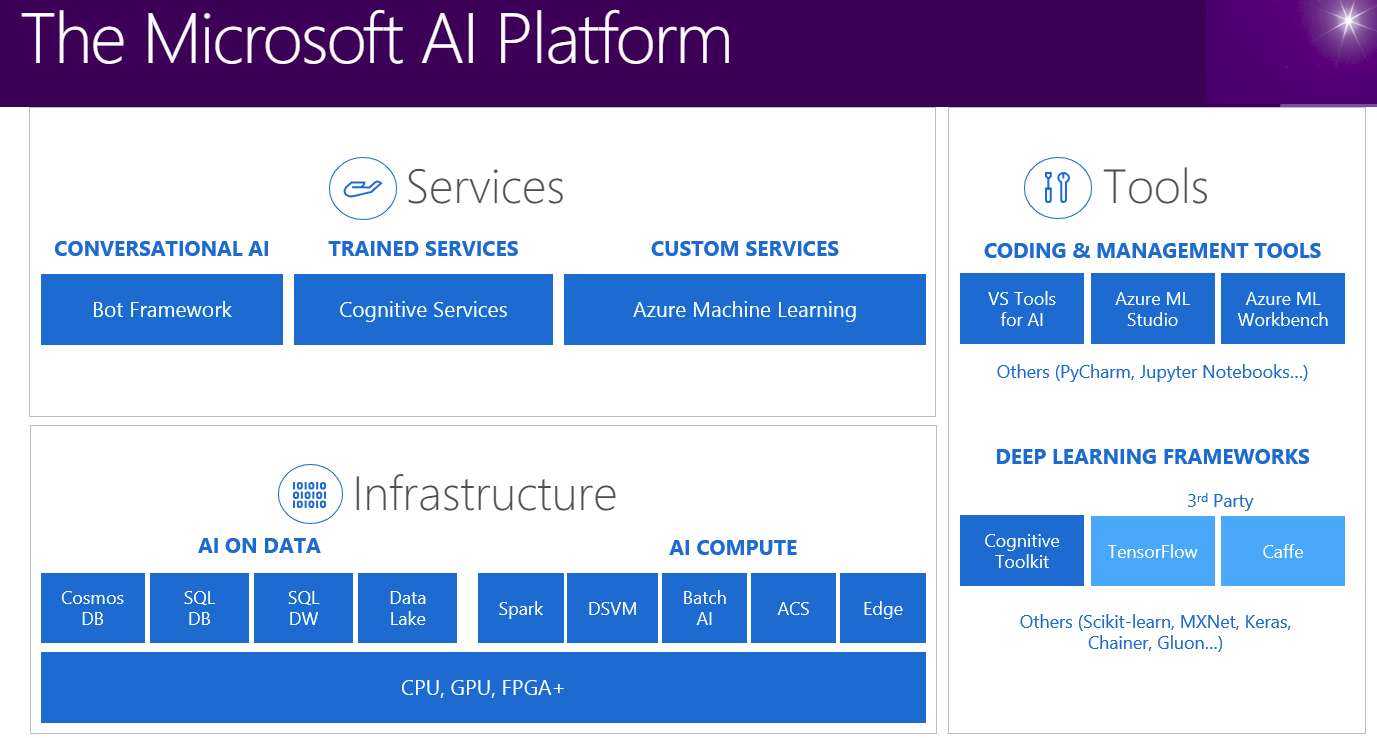 The Microsoft AI Platform
Services
CONVERSATIONAL AI
TRAINED SERVICES
CUSTOM SERVICES
Bot Framework
Cognitive Services
Azure Machine Learning
Infrastructure
AI ON DATA
AI COMPUTE
Cosmos
DB
SQL
DB
SQL
DW
Data
Lake
Spark
DSVM
Batch
AI
ACS
Edge
CPU, GPU, FPGA+
Tools
CODING & MANAGEMENT TOOLS
VS Tools
for AI
Azure ML
Studio
Azure ML
Workbench
Others (PyCharm, Jupyter Notebooks…)
DEEP LEARNING FRAMEWORKS
3rd Party
Cognitive
Toolkit
TensorFlow
Caffe
Others (Scikit-learn, MXNet, Keras,
Chainer, Gluon…)